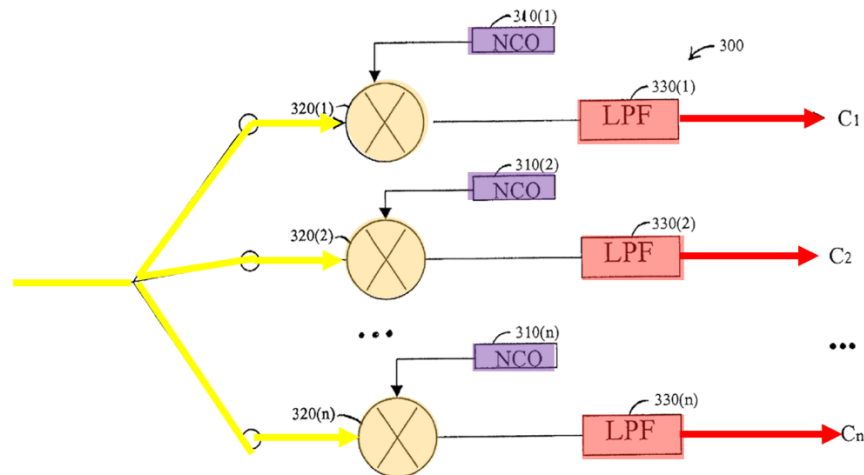 310(1)
NCO
300
320(1)
330(1)
LPF
C1
310(2)
NCO
320(2)
330(2)
LPF
C2
...
310(n)
NCO
...
320(n)
330(n)
LPF
Cn